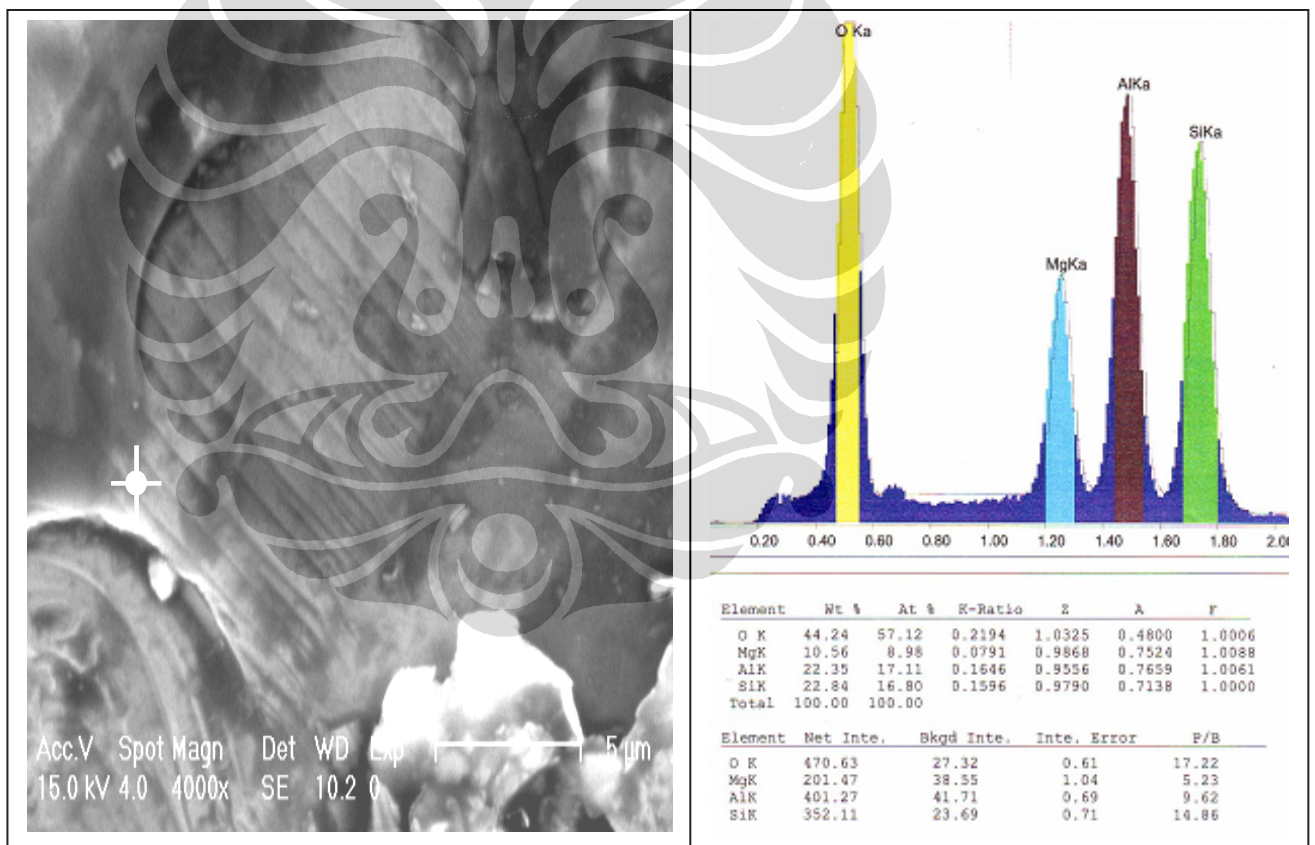 Acc.V Spot Magn Det WD Exp
15.0 kV 4.0 4000x SE 10.2 0
5 µm
O Ka
AlKa
SiKa
MgKa
0.20 0.40 0.60 0.80 1.00 1.20 1.40 1.60 1.80 2.00
Element Wt % At % K-Ratio Z A F
O K 44.24 57.12 0.2194 1.0325 0.4800 1.0006
MgK 10.56 8.98 0.0791 0.9868 0.7524 1.0088
AlK 22.35 17.11 0.1646 0.9556 0.7659 1.0061
SiK 22.84 16.80 0.1596 0.9790 0.7138 1.0000
Total 100.00 100.00
Element Net Inte. Bkgd Inte. Inte. Error P/B
O K 470.63 27.32 0.61 17.22
MgK 201.47 38.55 1.04 5.23
AlK 401.27 41.71 0.69 9.62
SiK 352.11 23.69 0.71 14.86